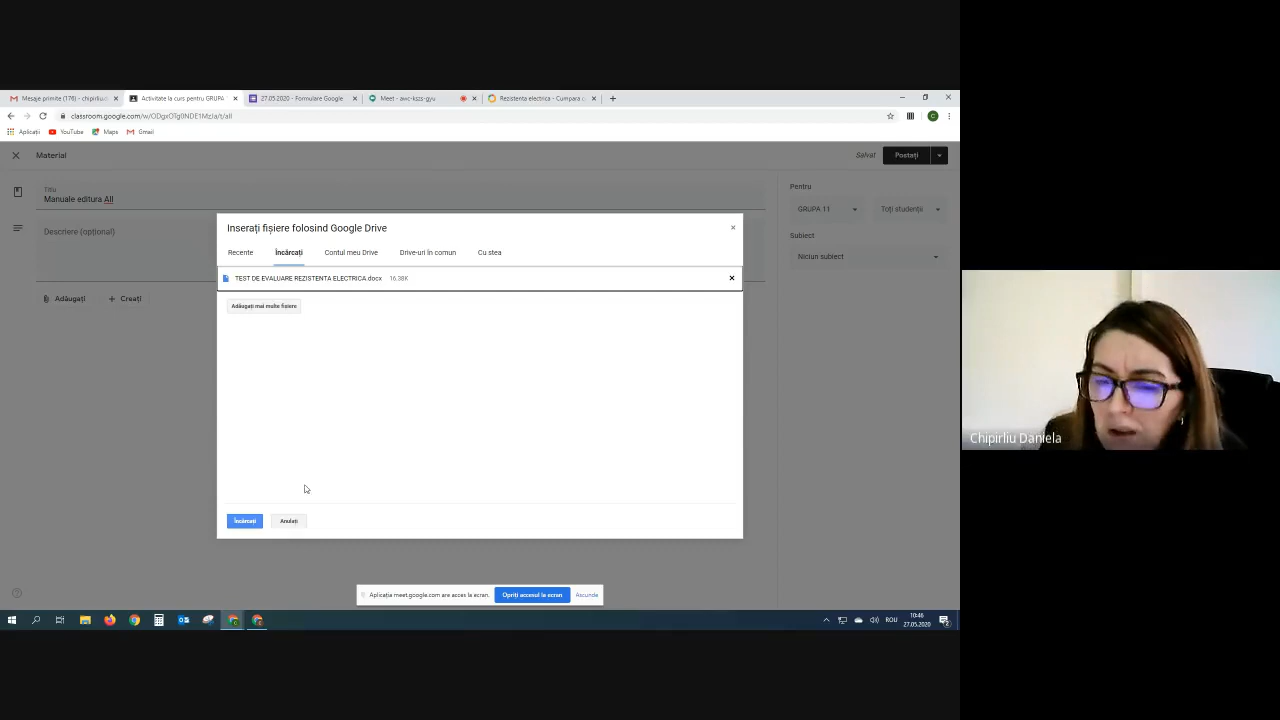 Mesaje primite (176) - chipirliu
Activitate la curs pentru GRUPA
27.05.2020 - Formulare Google
Meet - awc-kszs-gyu
Rezistenta electrica - Cumpara
classroom.google.com/w/ODgxOTg0NDE1Mzla/t/all
Aplicații
YouTube
Maps
Gmail
Material
Salvat
Postați
Titlu
Manuale editura All
Descriere (opțional)
Adăugați
Creați
Pentru
GRUPA 11
Toți studenții
Subiect
Niciun subiect
Inserați fișiere folosind Google Drive
Recente
Încărcați
Contul meu Drive
Drive-uri în comun
Cu stea
TEST DE EVALUARE REZISTENTA ELECTRICA.docx 16.38K
Adăugați mai multe fișiere
Încărcați
Anulați
Aplicația meet.google.com are acces la ecran.
Opriți accesul la ecran
Ascunde
ROU
10:46
27.05.2020
Chipirliu Daniela